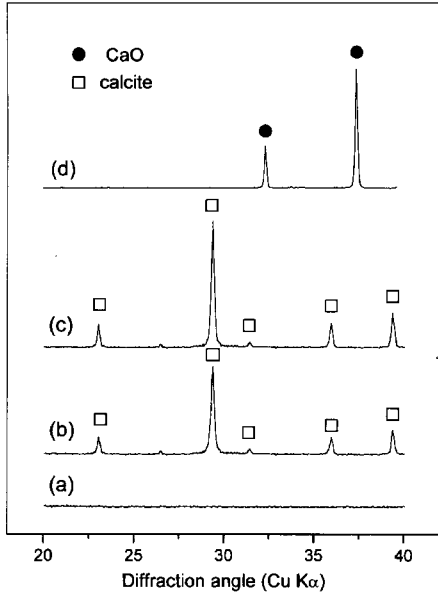 ● CaO
□ calcite
(d)
(c)
(b)
(a)
20 25 30 35 40
Diffraction angle (Cu Kα)